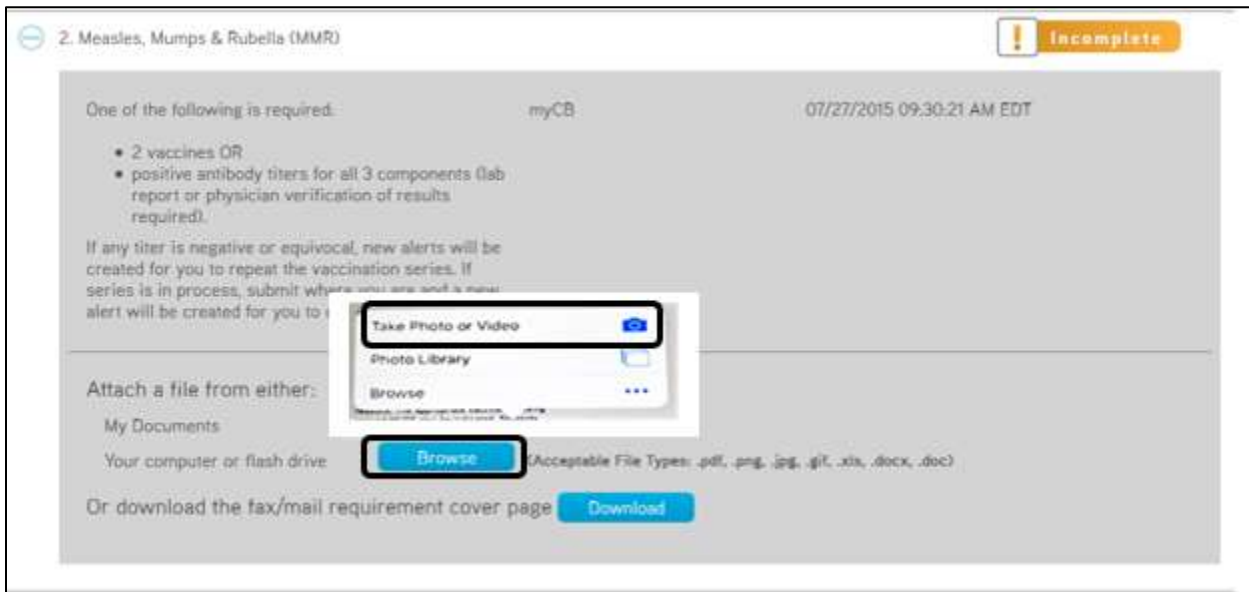 2. Measles, Mumps & Rubella (MMR)
! Incomplete
One of the following is required:
myCB
07/27/2015 09:30:21 AM EDT
• 2 vaccines OR
• positive antibody titers for all 3 components (lab
report or physician verification of results
required).
If any titer is negative or equivocal, new alerts will be
created for you to repeat the vaccination series. If
series is in process, submit where you are and a new
alert will be created for you to
Take Photo or Video
Photo Library
Browse
Attach a file from either:
My Documents
Your computer or flash drive
Browse
(Acceptable File Types: .pdf, .png, .jpg, .gif, .xls, .docx, .doc)
Or download the fax/mail requirement cover page
Download